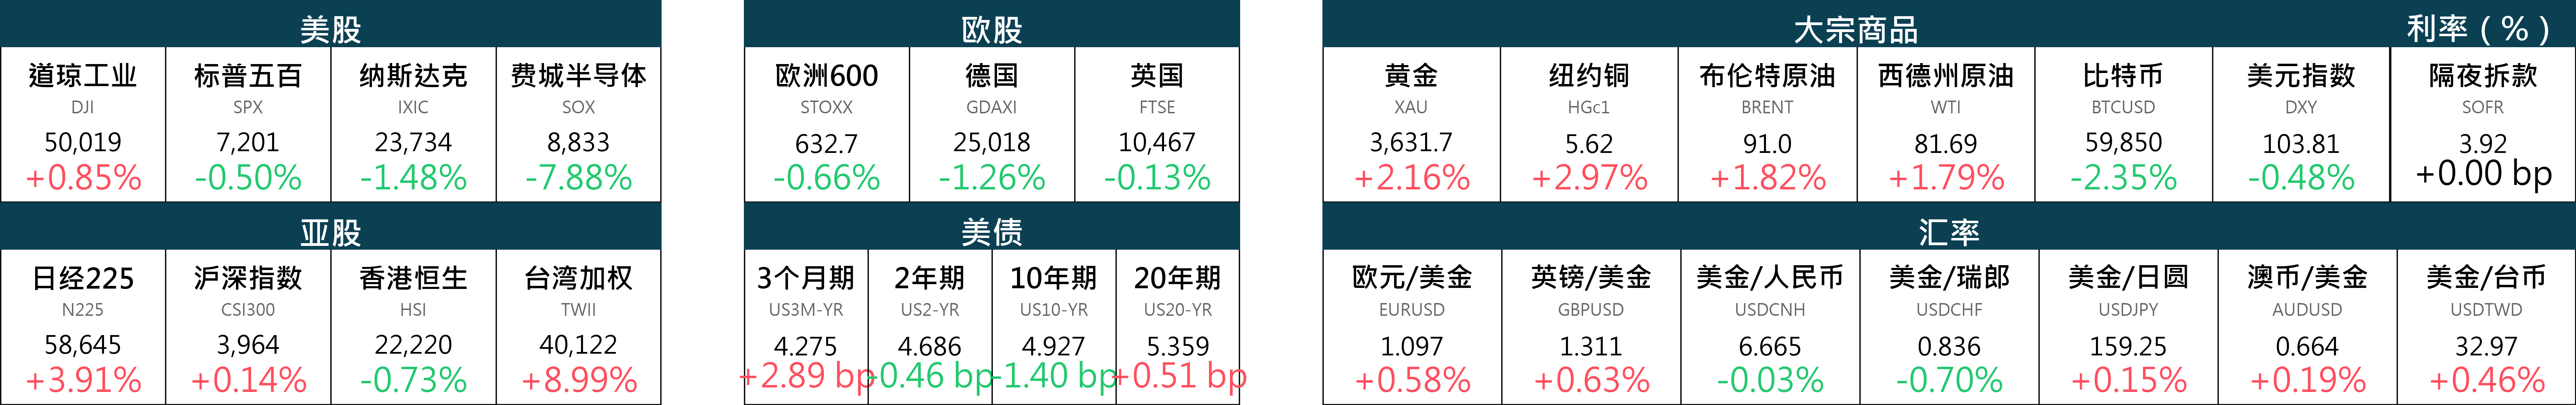 美股
道琼工业 标普五百 纳斯达克 费城半导体
DJI SPX IXIC SOX
50,019 7,201 23,734 8,833
+0.85% -0.50% -1.48% -7.88%
亚股
日经225 沪深指数 香港恒生 台湾加权
N225 CSI300 HSI TWII
58,645 3,964 22,220 40,122
+3.91% +0.14% -0.73% +8.99%
欧股
欧洲600 德国 英国
STOXX GDAXI FTSE
632.7 25,018 10,467
-0.66% -1.26% -0.13%
美债
3个月期 2年期 10年期 20年期
US3M-YR US2-YR US10-YR US20-YR
4.275 4.686 4.927 5.359
+2.89 bp -0.46 bp -1.40 bp +0.51 bp
大宗商品 利率（%）
黄金 纽约铜 布伦特原油 西德州原油 比特币 美元指数 隔夜拆款
XAU HGc1 BRENT WTI BTCUSD DXY SOFR
3,631.7 5.62 91.0 81.69 59,850 103.81 3.92
+2.16% +2.97% +1.82% +1.79% -2.35% -0.48% +0.00 bp
汇率
欧元/美金 英镑/美金 美金/人民币 美金/瑞郎 美金/日圆 澳币/美金 美金/台币
EURUSD GBPUSD USDCNH USDCHF USDJPY AUDUSD USDTWD
1.097 1.311 6.665 0.836 159.25 0.664 32.97
+0.58% +0.63% -0.03% -0.70% +0.15% +0.19% +0.46%